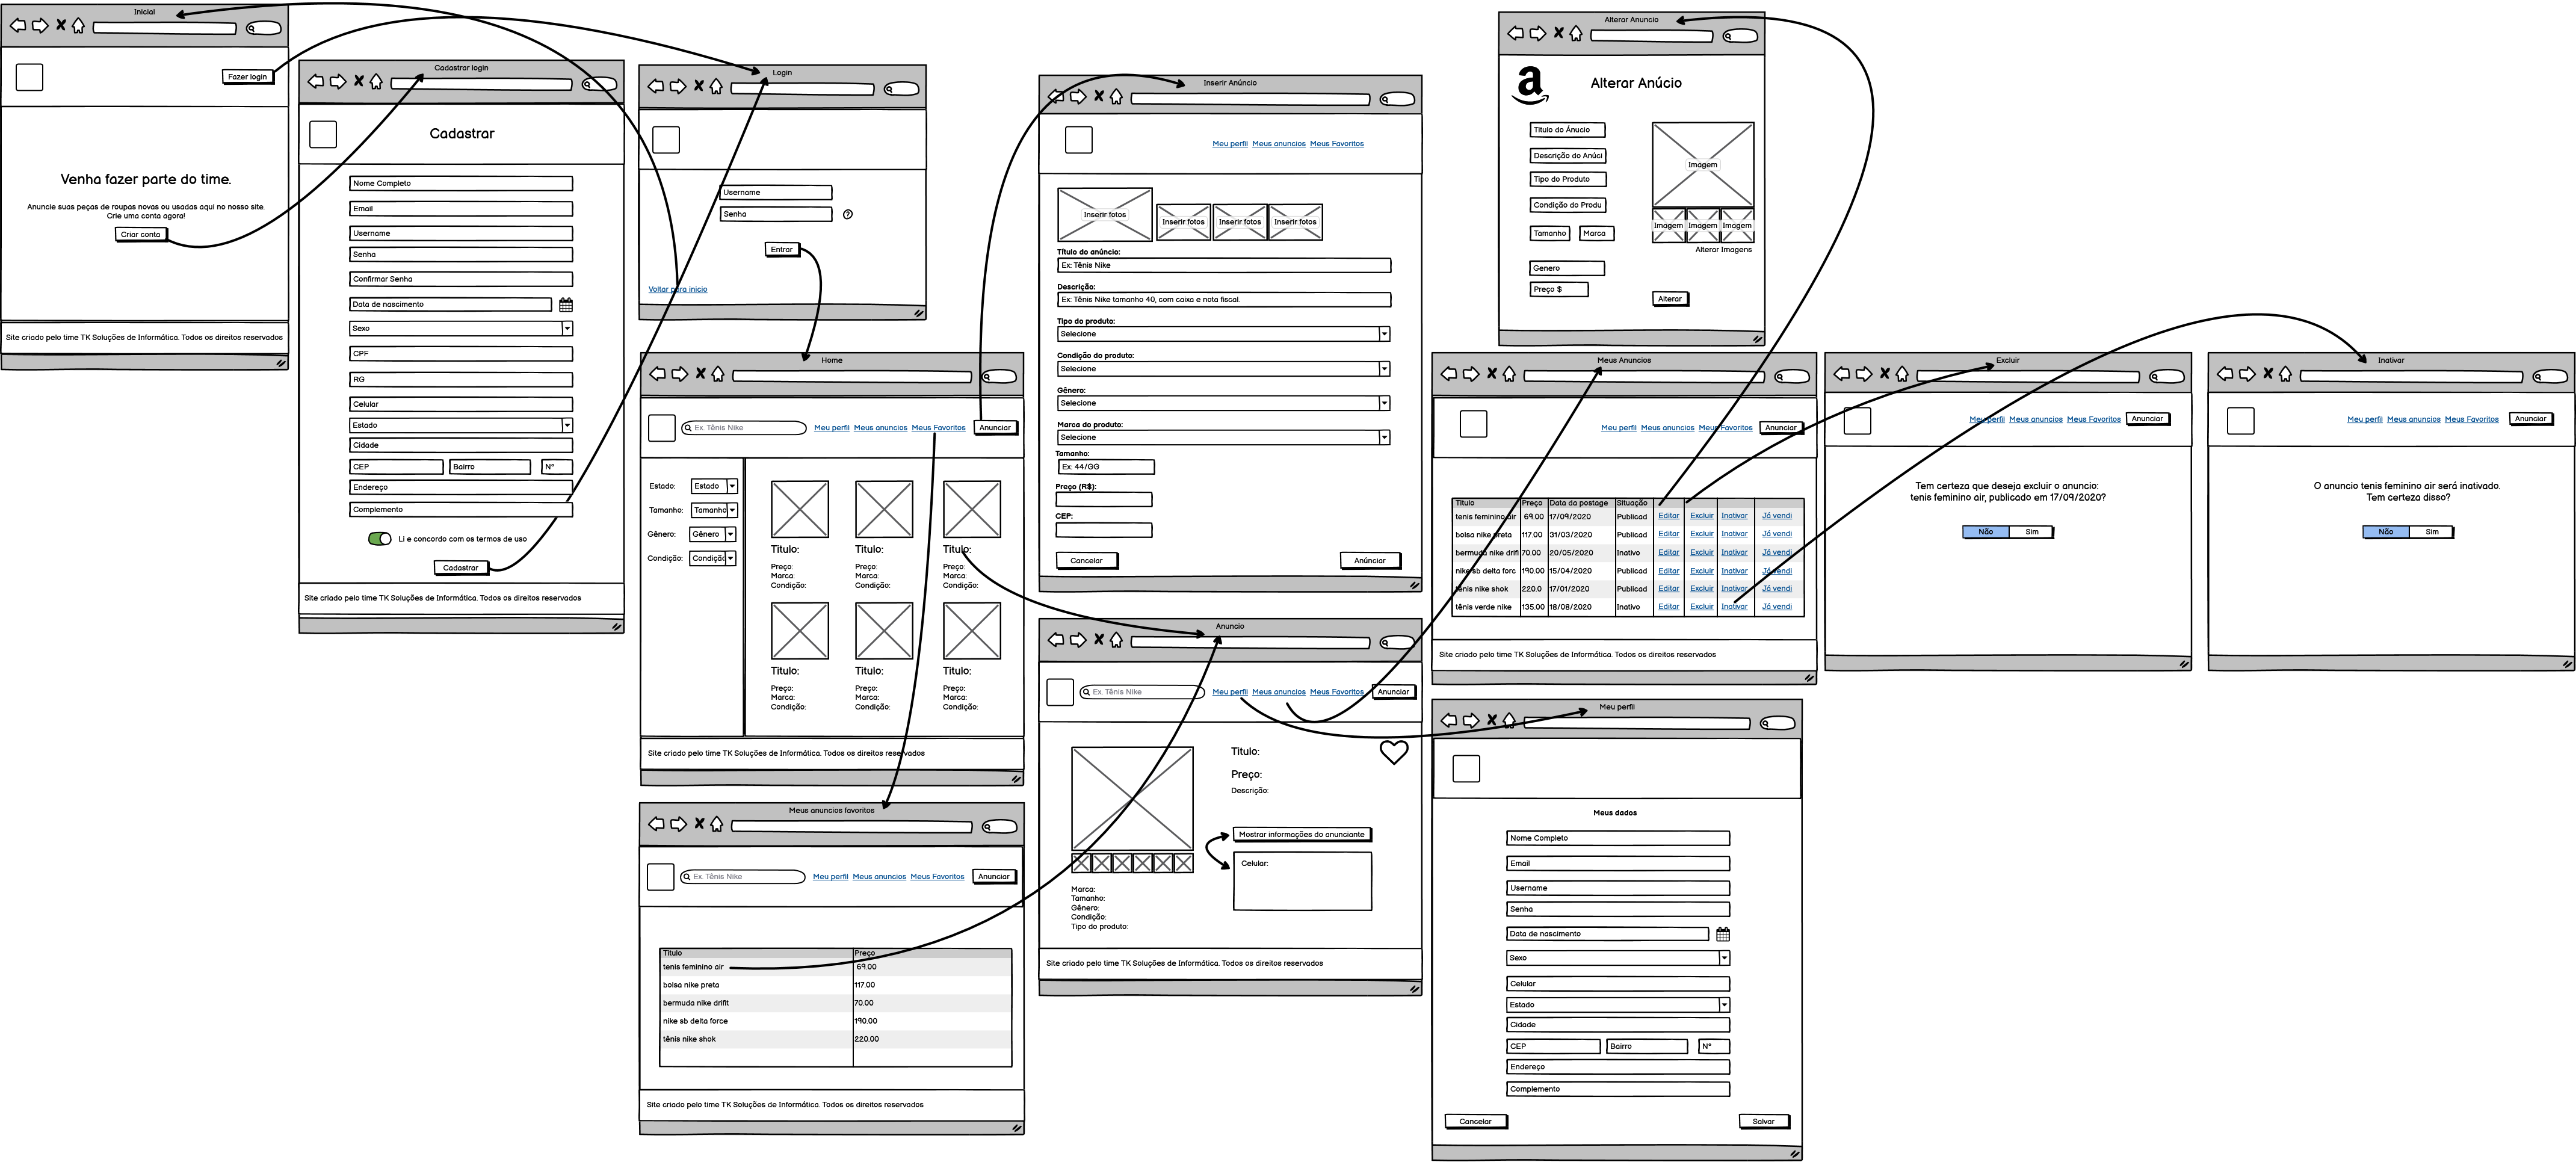 Inicial
Fazer login
Venha fazer parte do time.
Anuncie suas peças de roupas novas ou usadas aqui no nosso site.
Crie uma conta agora!
Criar conta
Site criado pelo time TK Soluções de Informática. Todos os direitos reservados
Cadastrar login
Cadastrar
Nome Completo
Email
Username
Senha
Confirmar Senha
Data de nascimento
Sexo
CPF
RG
Celular
Estado
Cidade
CEP Bairro N°
Endereço
Complemento
Li e concordo com os termos de uso
Cadastrar
Site criado pelo time TK Soluções de Informática. Todos os direitos reservados
Login
Username
Senha ?
Entrar
Voltar para inicio
Home
Ex. Tênis Nike Meu perfil Meus anuncios Meus Favoritos Anunciar
Estado: Estado
Tamanho: Tamanho
Gênero: Gênero
Condição: Condição
Titulo: Titulo: Titulo:
Preço: Preço: Preço:
Marca: Marca: Marca:
Condição: Condição: Condição:
Titulo: Titulo: Titulo:
Preço: Preço: Preço:
Marca: Marca: Marca:
Condição: Condição: Condição:
Site criado pelo time TK Soluções de Informática. Todos os direitos reservados
Meus anuncios favoritos
Ex. Tênis Nike Meu perfil Meus anuncios Meus Favoritos Anunciar
Titulo Preço
tenis feminino air 69.00
bolsa nike preta 117.00
bermuda nike drifit 70.00
nike sb delta force 190.00
tênis nike shok 220.00
Site criado pelo time TK Soluções de Informática. Todos os direitos reservados
Inserir Anúncio
Meu perfil Meus anuncios Meus Favoritos
Inserir fotos Inserir fotos Inserir fotos Inserir fotos
Título do anúncio:
Ex: Tênis Nike
Descrição:
Ex: Tênis Nike tamanho 40, com caixa e nota fiscal.
Tipo do produto:
Selecione
Condição do produto:
Selecione
Gênero:
Selecione
Marca do produto:
Selecione
Tamanho:
Ex: 44/GG
Preço (R$):
CEP:
Cancelar Anúnciar
Anuncio
Ex. Tênis Nike Meu perfil Meus anuncios Meus Favoritos Anunciar
Titulo:
Preço:
Descrição:
Mostrar informações do anunciante
Celular:
Marca:
Tamanho:
Gênero:
Condição:
Tipo do produto:
Site criado pelo time TK Soluções de Informática. Todos os direitos reservados
Alterar Anuncio
a Alterar Anúcio
Titulo do Ánucio
Descrição do Anúci
Tipo do Produto
Condição do Produ
Tamanho Marca
Genero
Preço $
Imagem
Imagem Imagem Imagem
Alterar Imagens
Alterar
Meus Anuncios
Meu perfil Meus anuncios Meus Favoritos Anunciar
Titulo Preço Data da postage Situação
tenis feminino air 69.00 17/09/2020 Publicad Editar Excluir Inativar Já vendi
bolsa nike preta 117.00 31/03/2020 Publicad Editar Excluir Inativar Já vendi
bermuda nike drifi 70.00 20/05/2020 Inativo Editar Excluir Inativar Já vendi
nike sb delta forc 190.00 15/04/2020 Publicad Editar Excluir Inativar Já vendi
tênis nike shok 220.0 17/01/2020 Publicad Editar Excluir Inativar Já vendi
tênis verde nike 135.00 18/08/2020 Inativo Editar Excluir Inativar Já vendi
Site criado pelo time TK Soluções de Informática. Todos os direitos reservados
Excluir
Meu perfil Meus anuncios Meus Favoritos Anunciar
Tem certeza que deseja excluir o anuncio:
tenis feminino air, publicado em 17/09/2020?
Não Sim
Inativar
Meu perfil Meus anuncios Meus Favoritos Anunciar
O anuncio tenis feminino air será inativado.
Tem certeza disso?
Não Sim
Meu perfil
Meus dados
Nome Completo
Email
Username
Senha
Data de nascimento
Sexo
Celular
Estado
Cidade
CEP Bairro N°
Endereço
Complemento
Cancelar Salvar